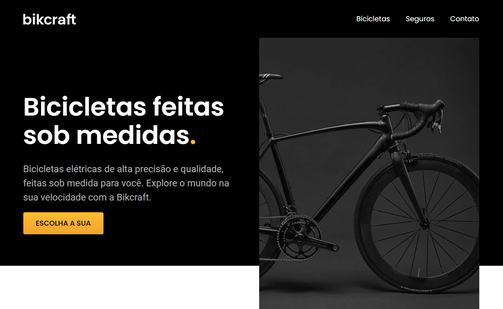 bikcraft
Bicicletas
Seguros
Contato
Bicicletas feitas
sob medidas.
Bicicletas elétricas de alta precisão e qualidade,
feitas sob medida para você. Explore o mundo na
sua velocidade com a Bikcraft.
ESCOLHA A SUA